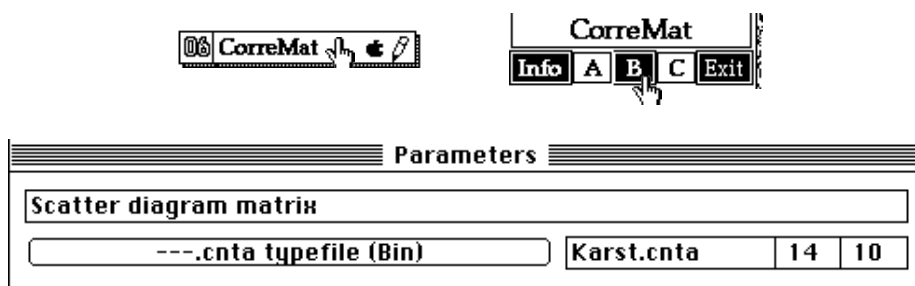 06 CorreMat
CorreMat
Info A B C Exit
Parameters
Scatter diagram matrix
---.cnta typefile (Bin) Karst.cnta 14 10